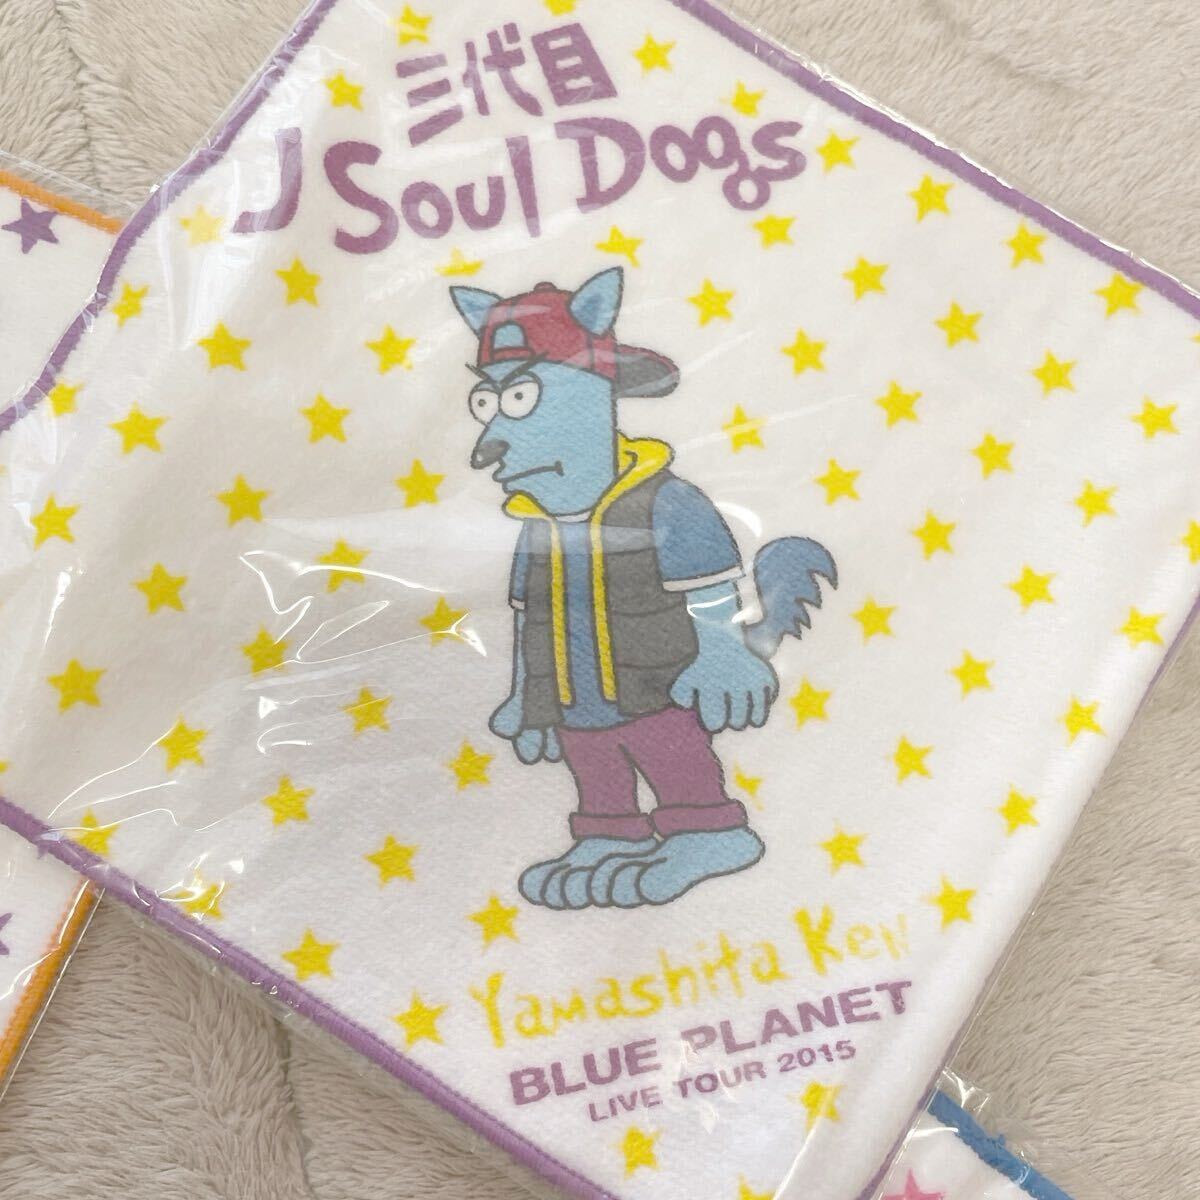 三代目
J Soul Dogs
Yamashita Ken
BLUE PLANET
LIVE TOUR 2015